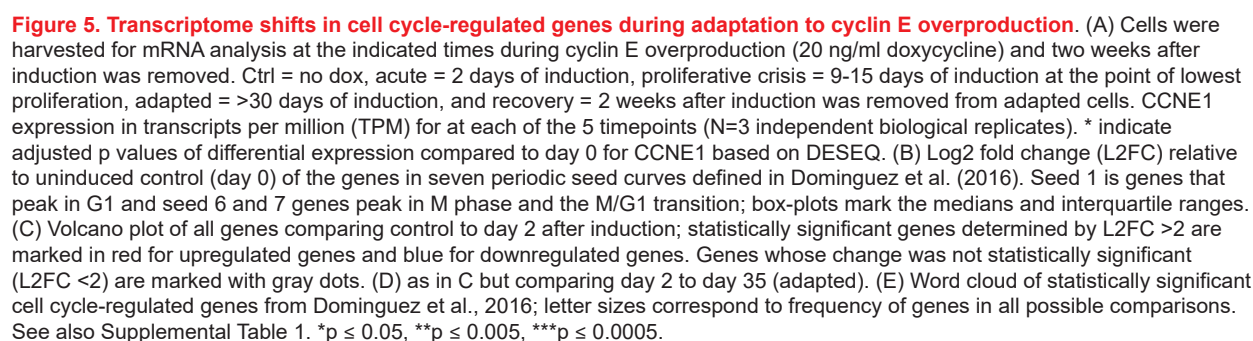 Figure 5. Transcriptome shifts in cell cycle-regulated genes during adaptation to cyclin E overproduction. (A) Cells were
harvested for mRNA analysis at the indicated times during cyclin E overproduction (20 ng/ml doxycycline) and two weeks after
induction was removed. Ctrl = no dox, acute = 2 days of induction, proliferative crisis = 9-15 days of induction at the point of lowest
proliferation, adapted = >30 days of induction, and recovery = 2 weeks after induction was removed from adapted cells. CCNE1
expression in transcripts per million (TPM) for at each of the 5 timepoints (N=3 independent biological replicates). * indicate
adjusted p values of differential expression compared to day 0 for CCNE1 based on DESEQ. (B) Log2 fold change (L2FC) relative
to uninduced control (day 0) of the genes in seven periodic seed curves defined in Dominguez et al. (2016). Seed 1 is genes that
peak in G1 and seed 6 and 7 genes peak in M phase and the M/G1 transition; box-plots mark the medians and interquartile ranges.
(C) Volcano plot of all genes comparing control to day 2 after induction; statistically significant genes determined by L2FC >2 are
marked in red for upregulated genes and blue for downregulated genes. Genes whose change was not statistically significant
(L2FC <2) are marked with gray dots. (D) as in C but comparing day 2 to day 35 (adapted). (E) Word cloud of statistically significant
cell cycle-regulated genes from Dominguez et al., 2016; letter sizes correspond to frequency of genes in all possible comparisons.
See also Supplemental Table 1. *p ≤ 0.05, **p ≤ 0.005, ***p ≤ 0.0005.